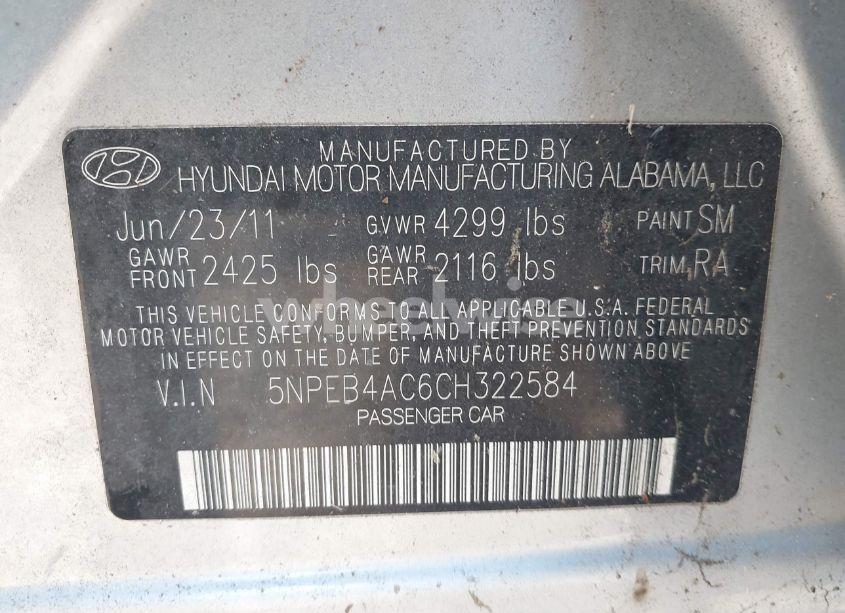 MANUFACTURED BY
HYUNDAI MOTOR MANUFACTURING ALABAMA, LLC
Jun/23/11 GVWR 4299 lbs PAINT SM
GAWR FRONT 2425 lbs GAWR REAR 2116 lbs TRIM RA
THIS VEHICLE CONFORMS TO ALL APPLICABLE U.S.A. FEDERAL
MOTOR VEHICLE SAFETY, BUMPER, AND THEFT PREVENTION STANDARDS
IN EFFECT ON THE DATE OF MANUFACTURE SHOWN ABOVE
V.I.N 5NPEB4AC6CH322584
PASSENGER CAR
wheelwise